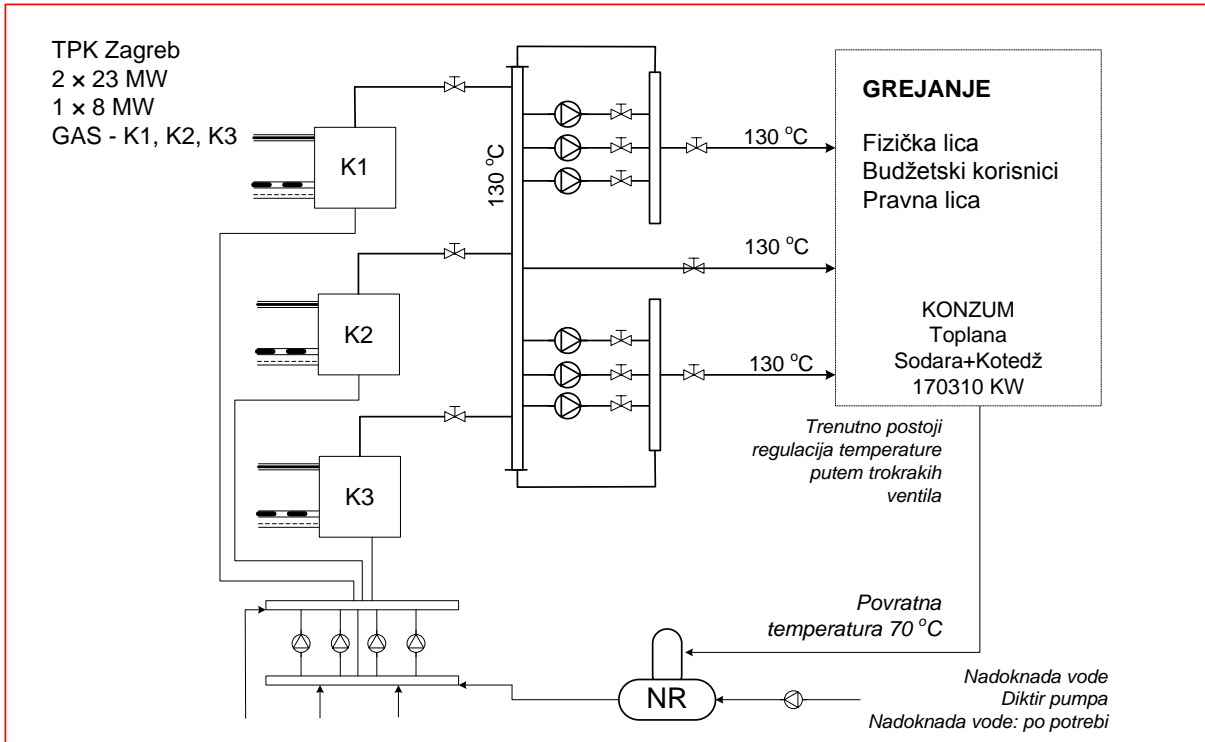 TPK Zagreb
2 × 23 MW
1 × 8 MW
GAS - K1, K2, K3
K1
K2
K3
130 °C
130 °C
130 °C
130 °C
GREJANJE
Fizička lica
Budžetski korisnici
Pravna lica
KONZUM
Toplana
Sodara+Kotedž
170310 KW
Trenutno postoji
regulacija temperature
putem trokrakih
ventila
Povratna
temperatura 70 °C
NR
Nadoknada vode
Diktir pumpa
Nadoknada vode: po potrebi